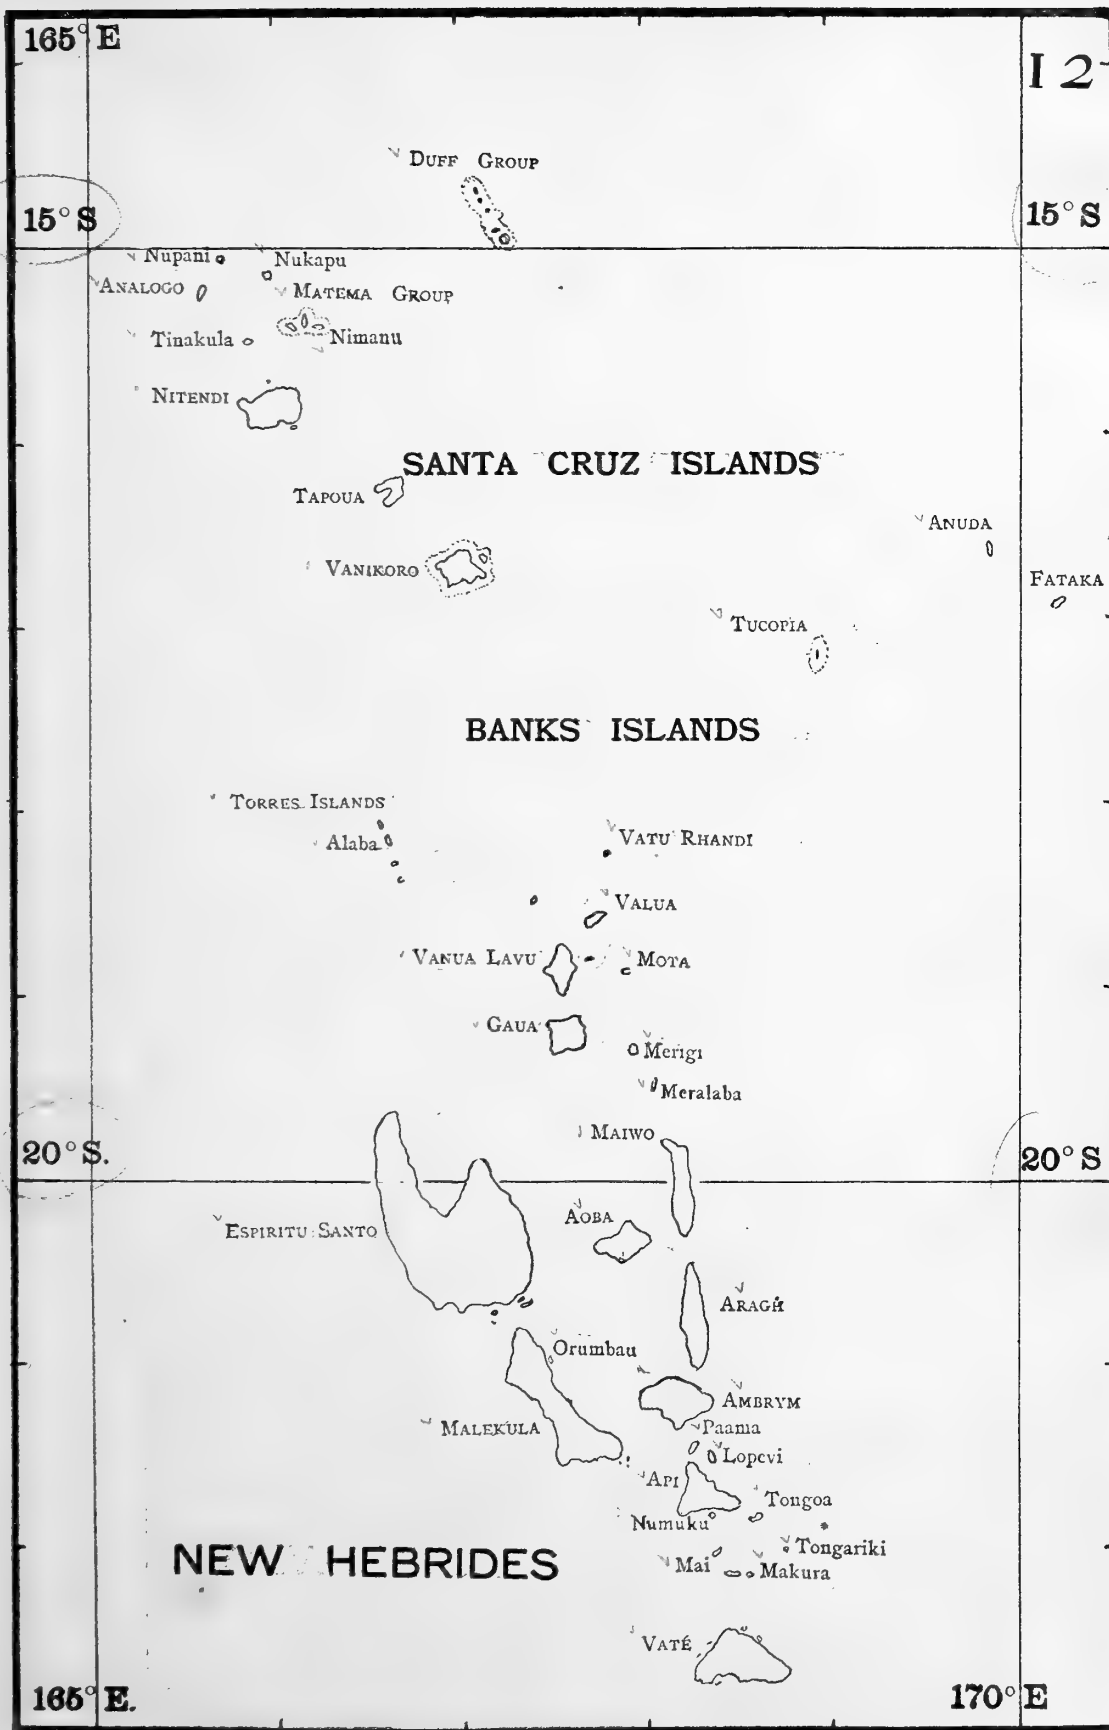 165° E
I 2
DUFF GROUP
15° S
15° S
Nupani
Nukapu
ANALOGO
MATEMA GROUP
Tinakula
Nimanu
NITENDI
SANTA CRUZ ISLANDS
TAPOUA
ANUDA
VANIKORO
FATAKA
TUCOPIA
BANKS ISLANDS
TORRES ISLANDS
Alaba
VATU RHANDI
VALUA
VANUA LAVU
MOTA
GAUA
Merigi
Meralaba
MAIWO
20° S.
20° S
ESPIRITU SANTO
AOBA
ARAGH
Orumbau
AMBRYM
MALEKULA
Paama
Lopevi
API
Tongoa
Numuku
Tongariki
NEW HEBRIDES
Mai
Makura
VATÉ
165° E.
170° E